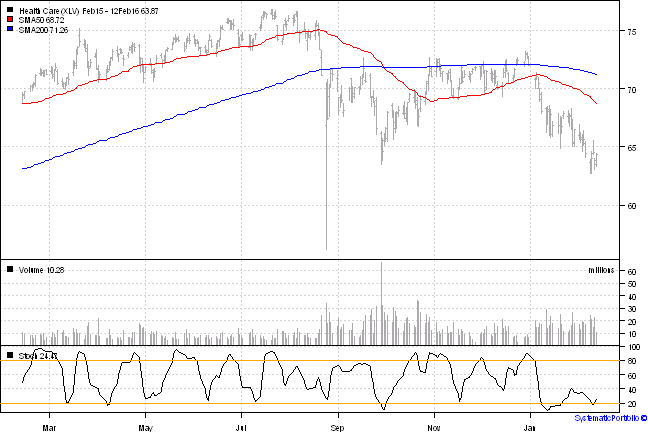 Health Care (XLV) Feb15 - 12Feb16 63.87
SMA50 68.72
SMA200 71.26
75
70
65
60
Volume 10.28
millions
60
50
40
30
20
10
Stoch 24.47
100
80
60
40
20
Mar May Jul Sep Nov Jan
SystematicPortfolio ©